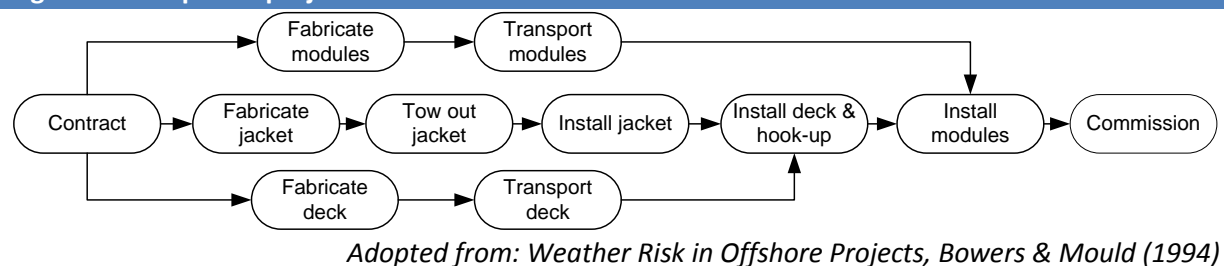 Fabricate
modules
Transport
modules
Contract
Fabricate
jacket
Tow out
jacket
Install jacket
Install deck &
hook-up
Install
modules
Commission
Fabricate
deck
Transport
deck
Adopted from: Weather Risk in Offshore Projects, Bowers & Mould (1994)